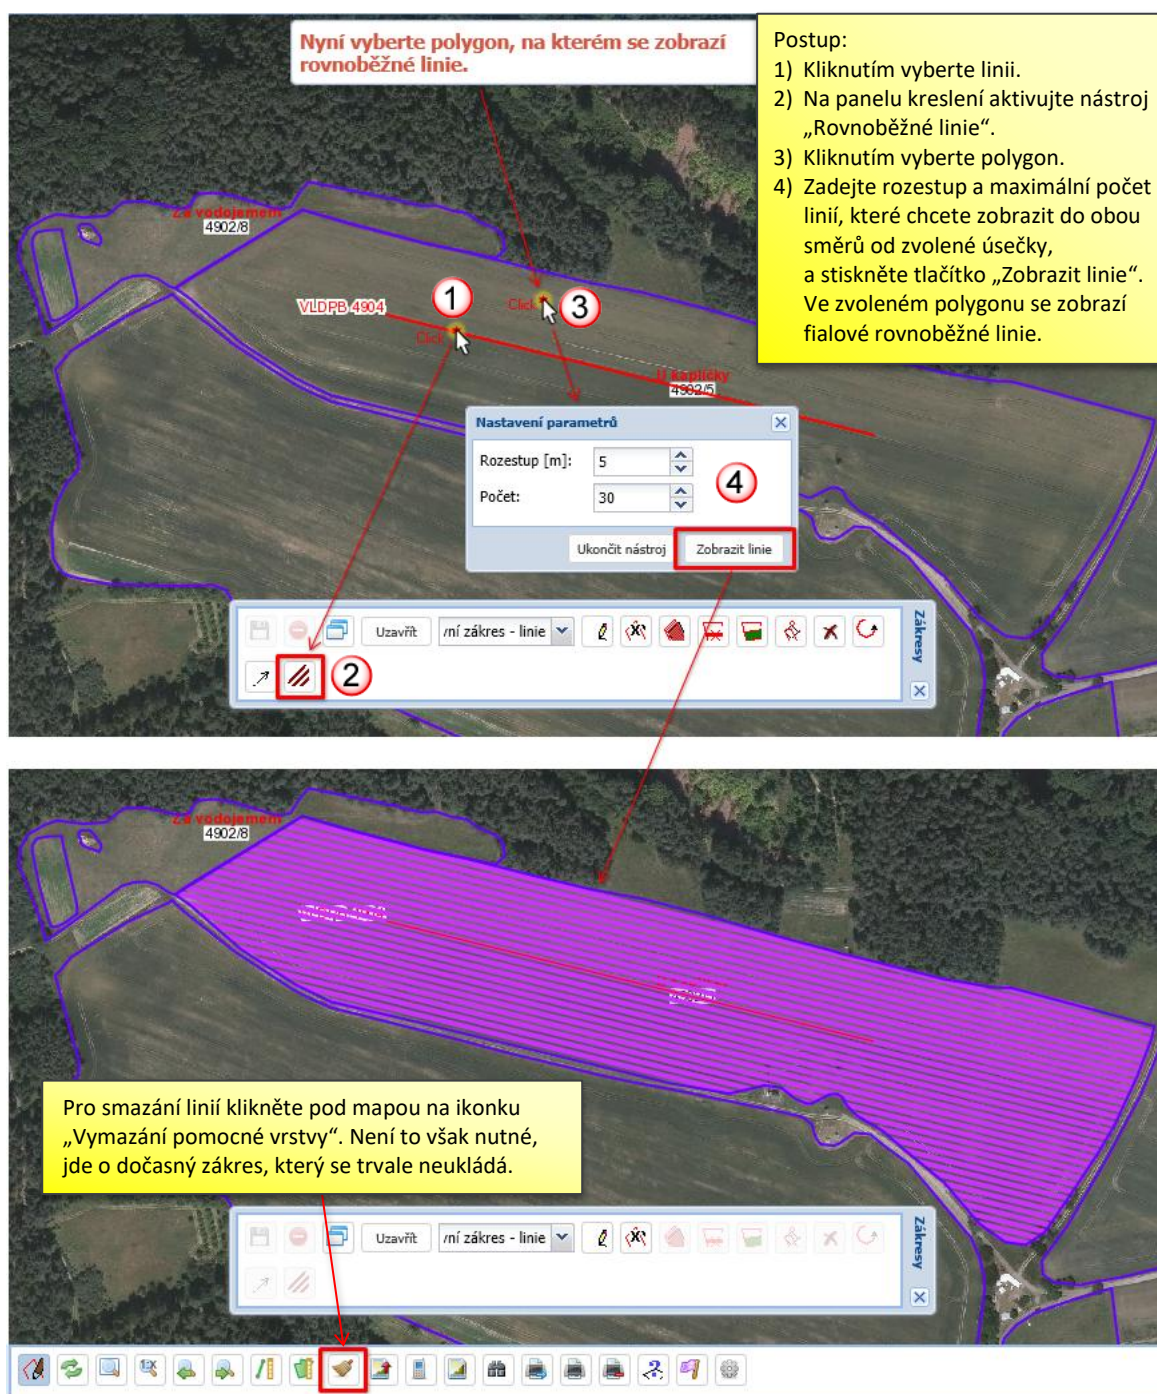 Nyní vyberte polygon, na kterém se zobrazí
rovnoběžné linie.
Postup:
1) Kliknutím vyberte linii.
2) Na panelu kreslení aktivujte nástroj
„Rovnoběžné linie“.
3) Kliknutím vyberte polygon.
4) Zadejte rozestup a maximální počet
linií, které chcete zobrazit do obou
směrů od zvolené úsečky,
a stiskněte tlačítko „Zobrazit linie“.
Ve zvoleném polygonu se zobrazí
fialové rovnoběžné linie.
Za vodojemem
4902/8
VLDPB 4904
1
Click
Click
3
U kapličky
4902/5
Nastavení parametrů
Rozestup [m]: 5
Počet: 30
4
Ukončit nástroj Zobrazit linie
Uzavřít /ní zákres - linie
Zákresy
2
Za vodojemem
4902/8
Pro smazání linií klikněte pod mapou na ikonku
„Vymazání pomocné vrstvy“. Není to však nutné,
jde o dočasný zákres, který se trvale neukládá.
Uzavřít /ní zákres - linie
Zákresy
1:X